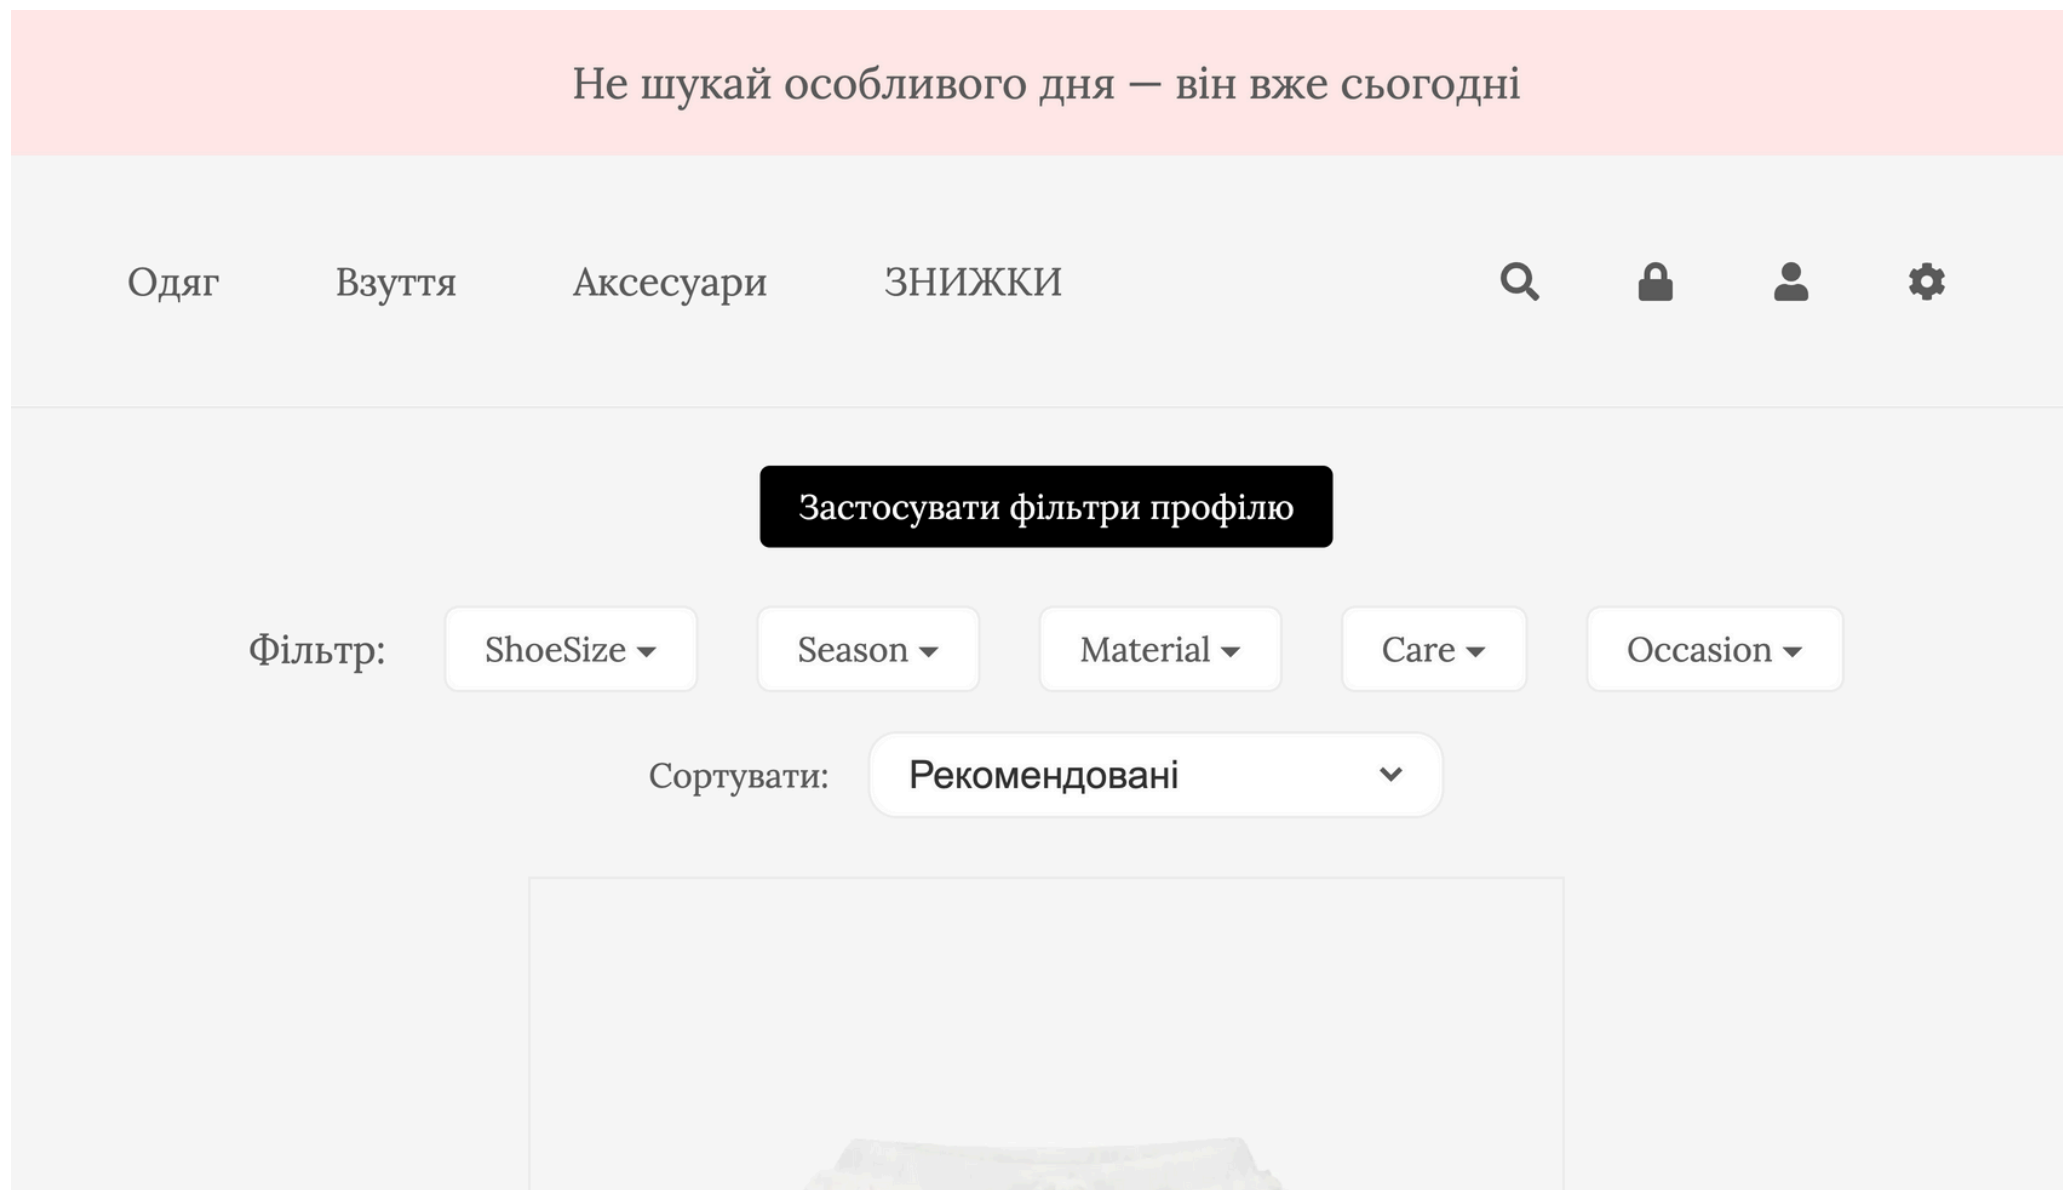 Не шукай особливого дня — він вже сьогодні
Одяг Взуття Аксесуари ЗНИЖКИ
Застосувати фільтри профілю
Фільтр: ShoeSize Season Material Care Occasion
Сортувати: Рекомендовані